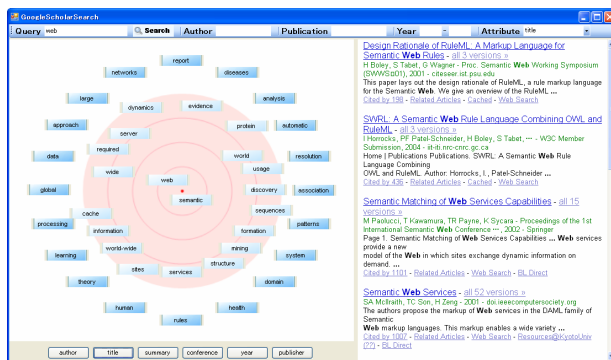 GoogleScholarSearch
Query web Search Author Publication Year - Attribute title
report
networks
diseases
large
dynamics
evidence
analysis
approach
server
protein
automatic
required
data
wide
world
resolution
web
usage
global
semantic
discovery
association
cache
sequences
processing
information
formation
patterns
world-wide
mining
learning
structure
system
sites
services
theory
domain
human
health
rules
author title summary conference year publisher
Design Rationale of RuleML: A Markup Language for
Semantic Web Rules - all 3 versions »
H Boley, S Tabet, G Wagner - Proc. Semantic Web Working Symposium
(SWWS01), 2001 - citeseer.ist.psu.edu
This paper lays out the design rationale of RuleML, a rule markup language
for the Semantic Web. We give an overview of the RuleML ...
Cited by 198 - Related Articles - Cached - Web Search
SWRL: A Semantic Web Rule Language Combining OWL and
RuleML - all 3 versions »
I Horrocks, PF Patel-Schneider, H Boley, S Tabet, ... - W3C Member
Submission, 2004 - iit-iti.nrc-cnrc.gc.ca
Home | Publications Publications. SWRL: A Semantic Web Rule
Language Combining
OWL and RuleML. Author: Horrocks, I., Patel-Schneider ...
Cited by 436 - Related Articles - Web Search
Semantic Matching of Web Services Capabilities - all 15
versions »
M Paolucci, T Kawamura, TR Payne, K Sycara - Proceedings of the 1st
International Semantic Web Conference ..., 2002 - Springer
Page 1. Semantic Matching of Web Services Capabilities ... Web services
provide a new
model of the Web in which sites exchange dynamic information on
demand. ...
Cited by 1101 - Related Articles - Web Search - BL Direct
Semantic Web Services - all 52 versions »
SA McIlraith, TC Son, H Zeng - 2001 - doi.ieeecomputersociety.org
The authors propose the markup of Web services in the DAML family of
Semantic
Web markup languages. This markup enables a wide variety ...
Cited by 1007 - Related Articles - Web Search - Resources@KyotoUniv
(??) - BL Direct